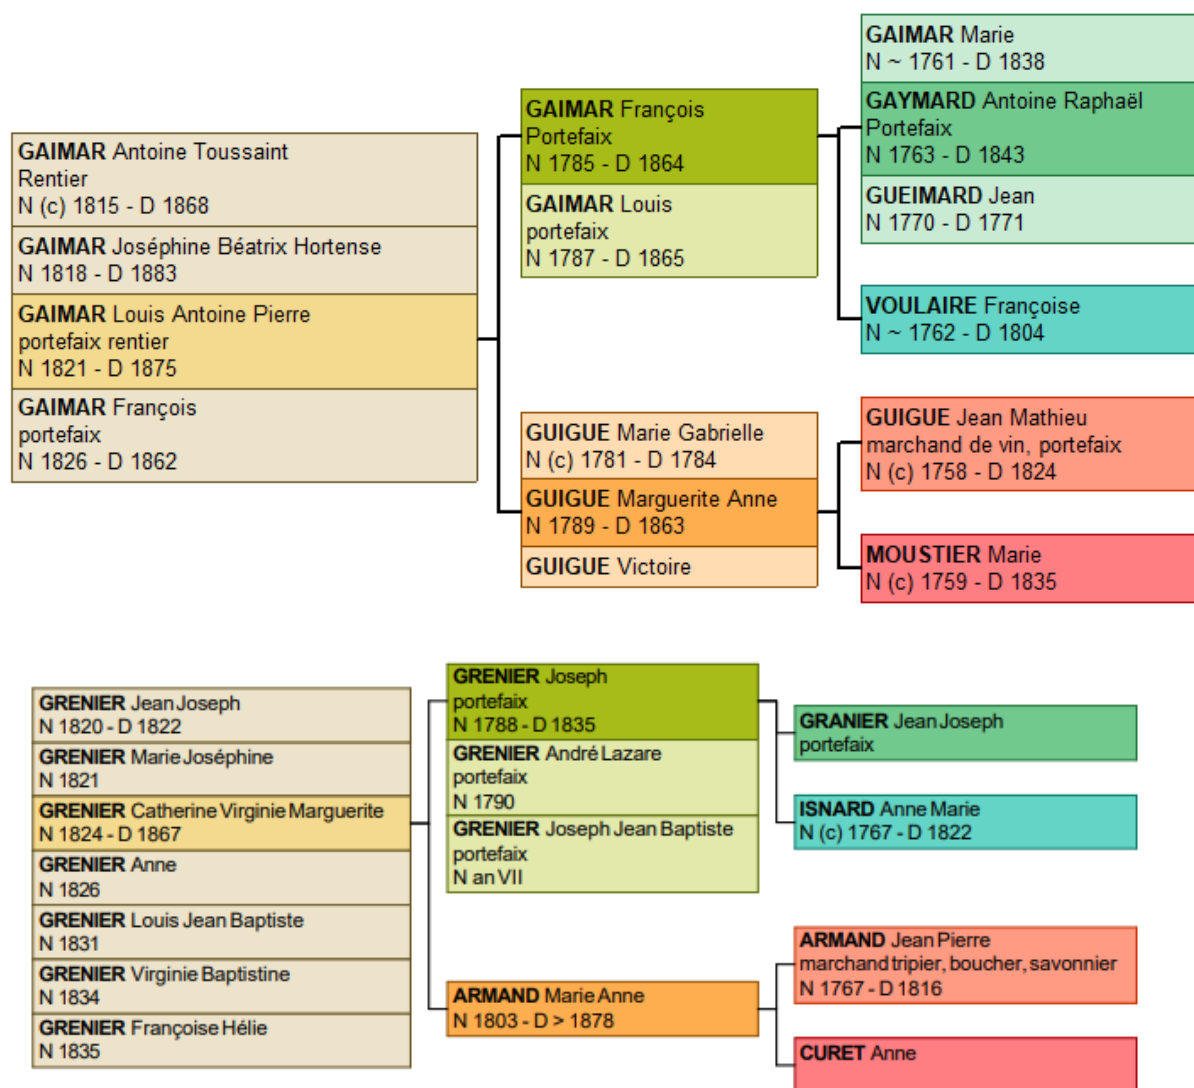 GAIMAR Antoine Toussaint
Rentier
N (c) 1815 - D 1868
GAIMAR Joséphine Béatrix Hortense
N 1818 - D 1883
GAIMAR Louis Antoine Pierre
portefaix rentier
N 1821 - D 1875
GAIMAR François
portefaix
N 1826 - D 1862
GAIMAR François
Portefaix
N 1785 - D 1864
GAIMAR Louis
portefaix
N 1787 - D 1865
GUIGUE Marie Gabrielle
N (c) 1781 - D 1784
GUIGUE Marguerite Anne
N 1789 - D 1863
GUIGUE Victoire
GAIMAR Marie
N ~ 1761 - D 1838
GAYMARD Antoine Raphaël
Portefaix
N 1763 - D 1843
GUEIMARD Jean
N 1770 - D 1771
VOULAIRE Françoise
N ~ 1762 - D 1804
GUIGUE Jean Mathieu
marchand de vin, portefaix
N (c) 1758 - D 1824
MOUSTIER Marie
N (c) 1759 - D 1835
GRENIER Jean Joseph
N 1820 - D 1822
GRENIER Marie Joséphine
N 1821
GRENIER Catherine Virginie Marguerite
N 1824 - D 1867
GRENIER Anne
N 1826
GRENIER Louis Jean Baptiste
N 1831
GRENIER Virginie Baptistine
N 1834
GRENIER Françoise Hélie
N 1835
GRENIER Joseph
portefaix
N 1788 - D 1835
GRENIER André Lazare
portefaix
N 1790
GRENIER Joseph Jean Baptiste
portefaix
N an VII
ARMAND Marie Anne
N 1803 - D > 1878
GRANIER Jean Joseph
portefaix
ISNARD Anne Marie
N (c) 1767 - D 1822
ARMAND Jean Pierre
marchand tripier, boucher, savonnier
N 1767 - D 1816
CURET Anne